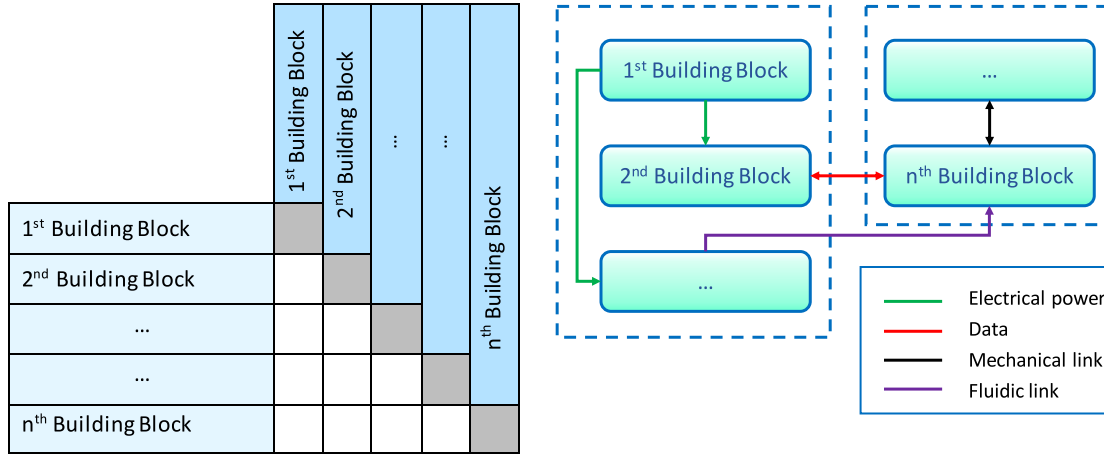 1st Building Block
2nd Building Block
...
...
nth Building Block
1st Building Block
2nd Building Block
...
...
nth Building Block
1st Building Block
2nd Building Block
...
...
nth Building Block
Electrical power
Data
Mechanical link
Fluidic link